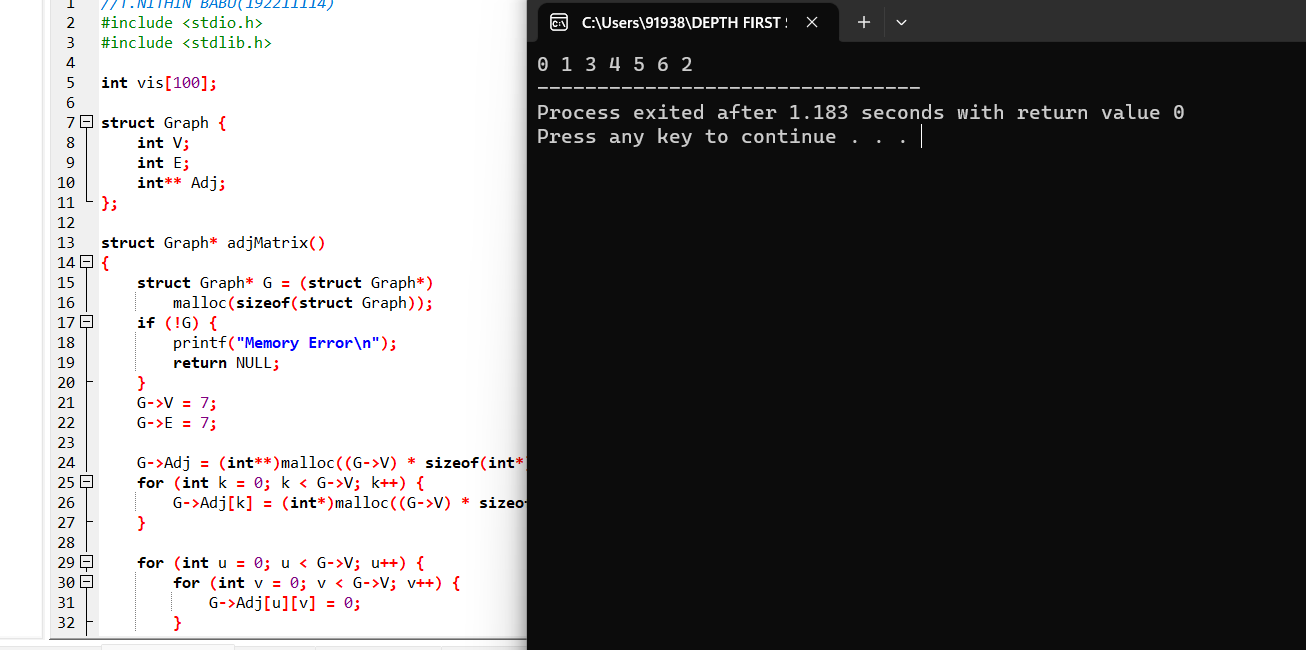 1 //T.NITHIN BABU(192211114)
2 #include <stdio.h>
3 #include <stdlib.h>
4
5 int vis[100];
6
7 struct Graph {
8 int V;
9 int E;
10 int** Adj;
11 };
12
13 struct Graph* adjMatrix()
14 {
15 struct Graph* G = (struct Graph*)
16 malloc(sizeof(struct Graph));
17 if (!G) {
18 printf("Memory Error\n");
19 return NULL;
20 }
21 G->V = 7;
22 G->E = 7;
23
24 G->Adj = (int**)malloc((G->V) * sizeof(int*
25 for (int k = 0; k < G->V; k++) {
26 G->Adj[k] = (int*)malloc((G->V) * sizeo
27 }
28
29 for (int u = 0; u < G->V; u++) {
30 for (int v = 0; v < G->V; v++) {
31 G->Adj[u][v] = 0;
32 }
C:\Users\91938\DEPTH FIRST
0 1 3 4 5 6 2
--------------------------------
Process exited after 1.183 seconds with return value 0
Press any key to continue . . .